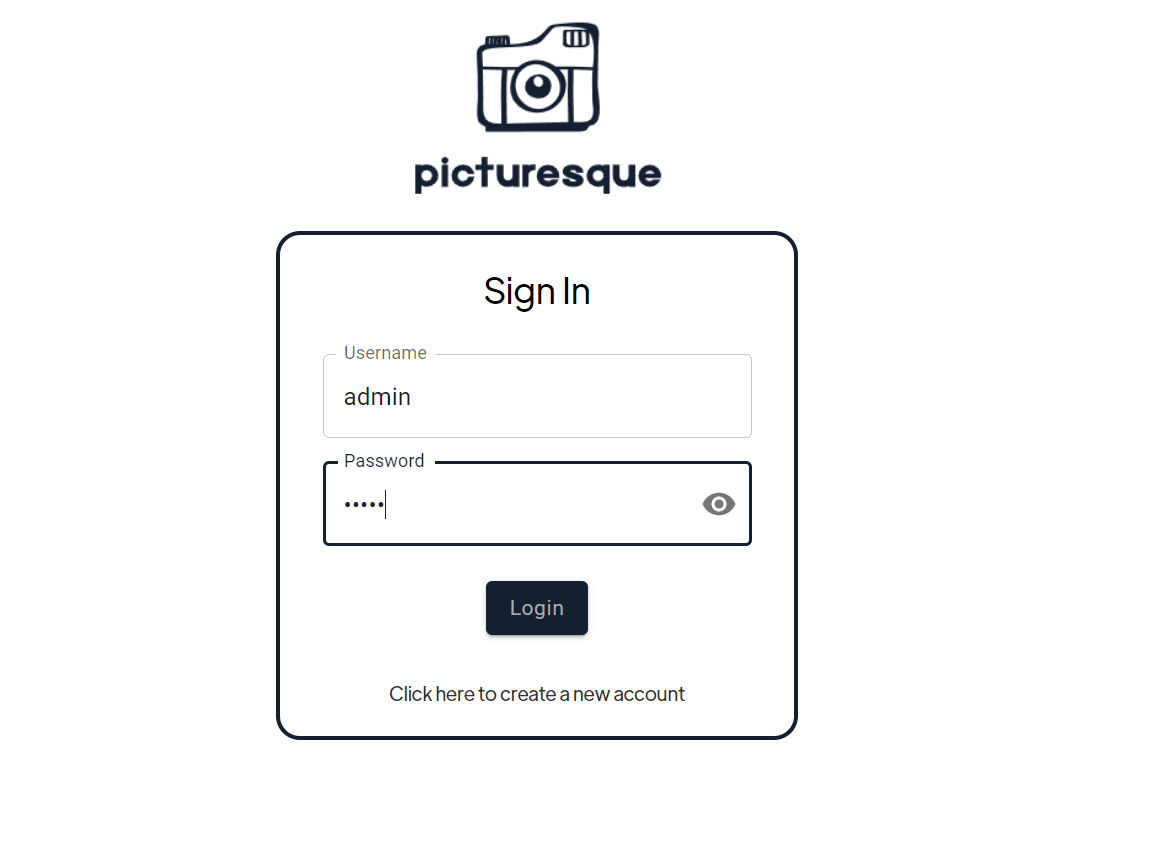 picturesque
Sign In
Username
admin
Password
•••••
Login
Click here to create a new account